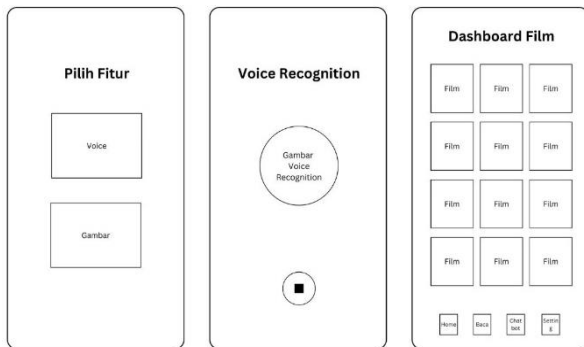 Pilih Fitur
Voice
Gambar
Voice Recognition
Gambar
Voice
Recognition
Dashboard Film
Film Film Film
Film Film Film
Film Film Film
Film Film Film
Home Baca Chat Settin
bot g